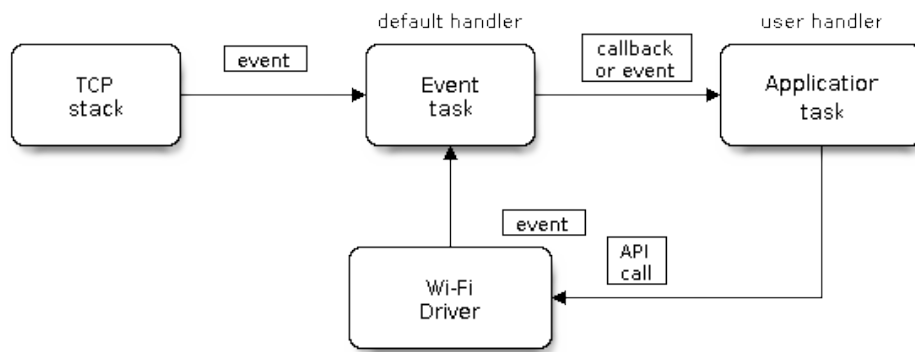 default handler
user handler
event
callback
or event
TCP
stack
Event
task
Application
task
event
API
call
Wi-Fi
Driver